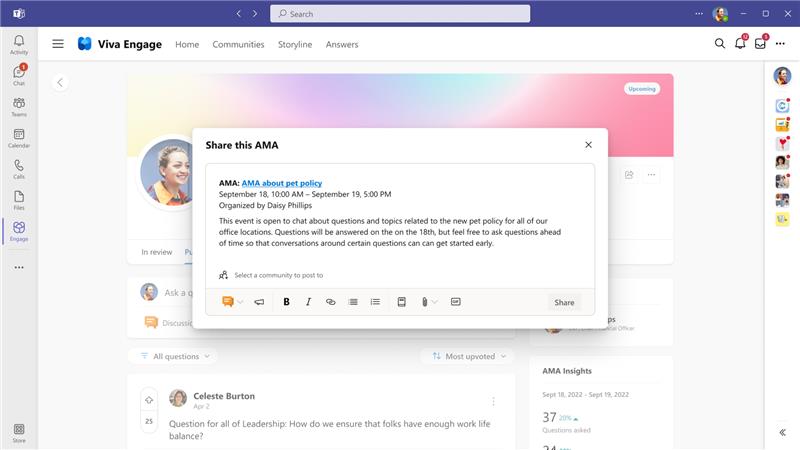 Search
Activity
1
Chat
Teams
Calendar
Calls
Files
Engage
Store
Viva Engage
Home
Communities
Storyline
Answers
12
5
Upcoming
Share this AMA
AMA: AMA about pet policy
September 18, 10:00 AM – September 19, 5:00 PM
Organized by Daisy Phillips
This event is open to chat about questions and topics related to the new pet policy for all of our
office locations. Questions will be answered on the on the 18th, but feel free to ask questions ahead
of time so that conversations around certain questions can can get started early.
Select a community to post to
B
I
GIF
Share
In review
Ask a q
Discussio
Financial Officer
All questions
Most upvoted
Celeste Burton
Apr 2
25
Question for all of Leadership: How do we ensure that folks have enough work life
balance?
AMA Insights
Sept 18, 2022 - Sept 19, 2022
37 20%
Questions asked